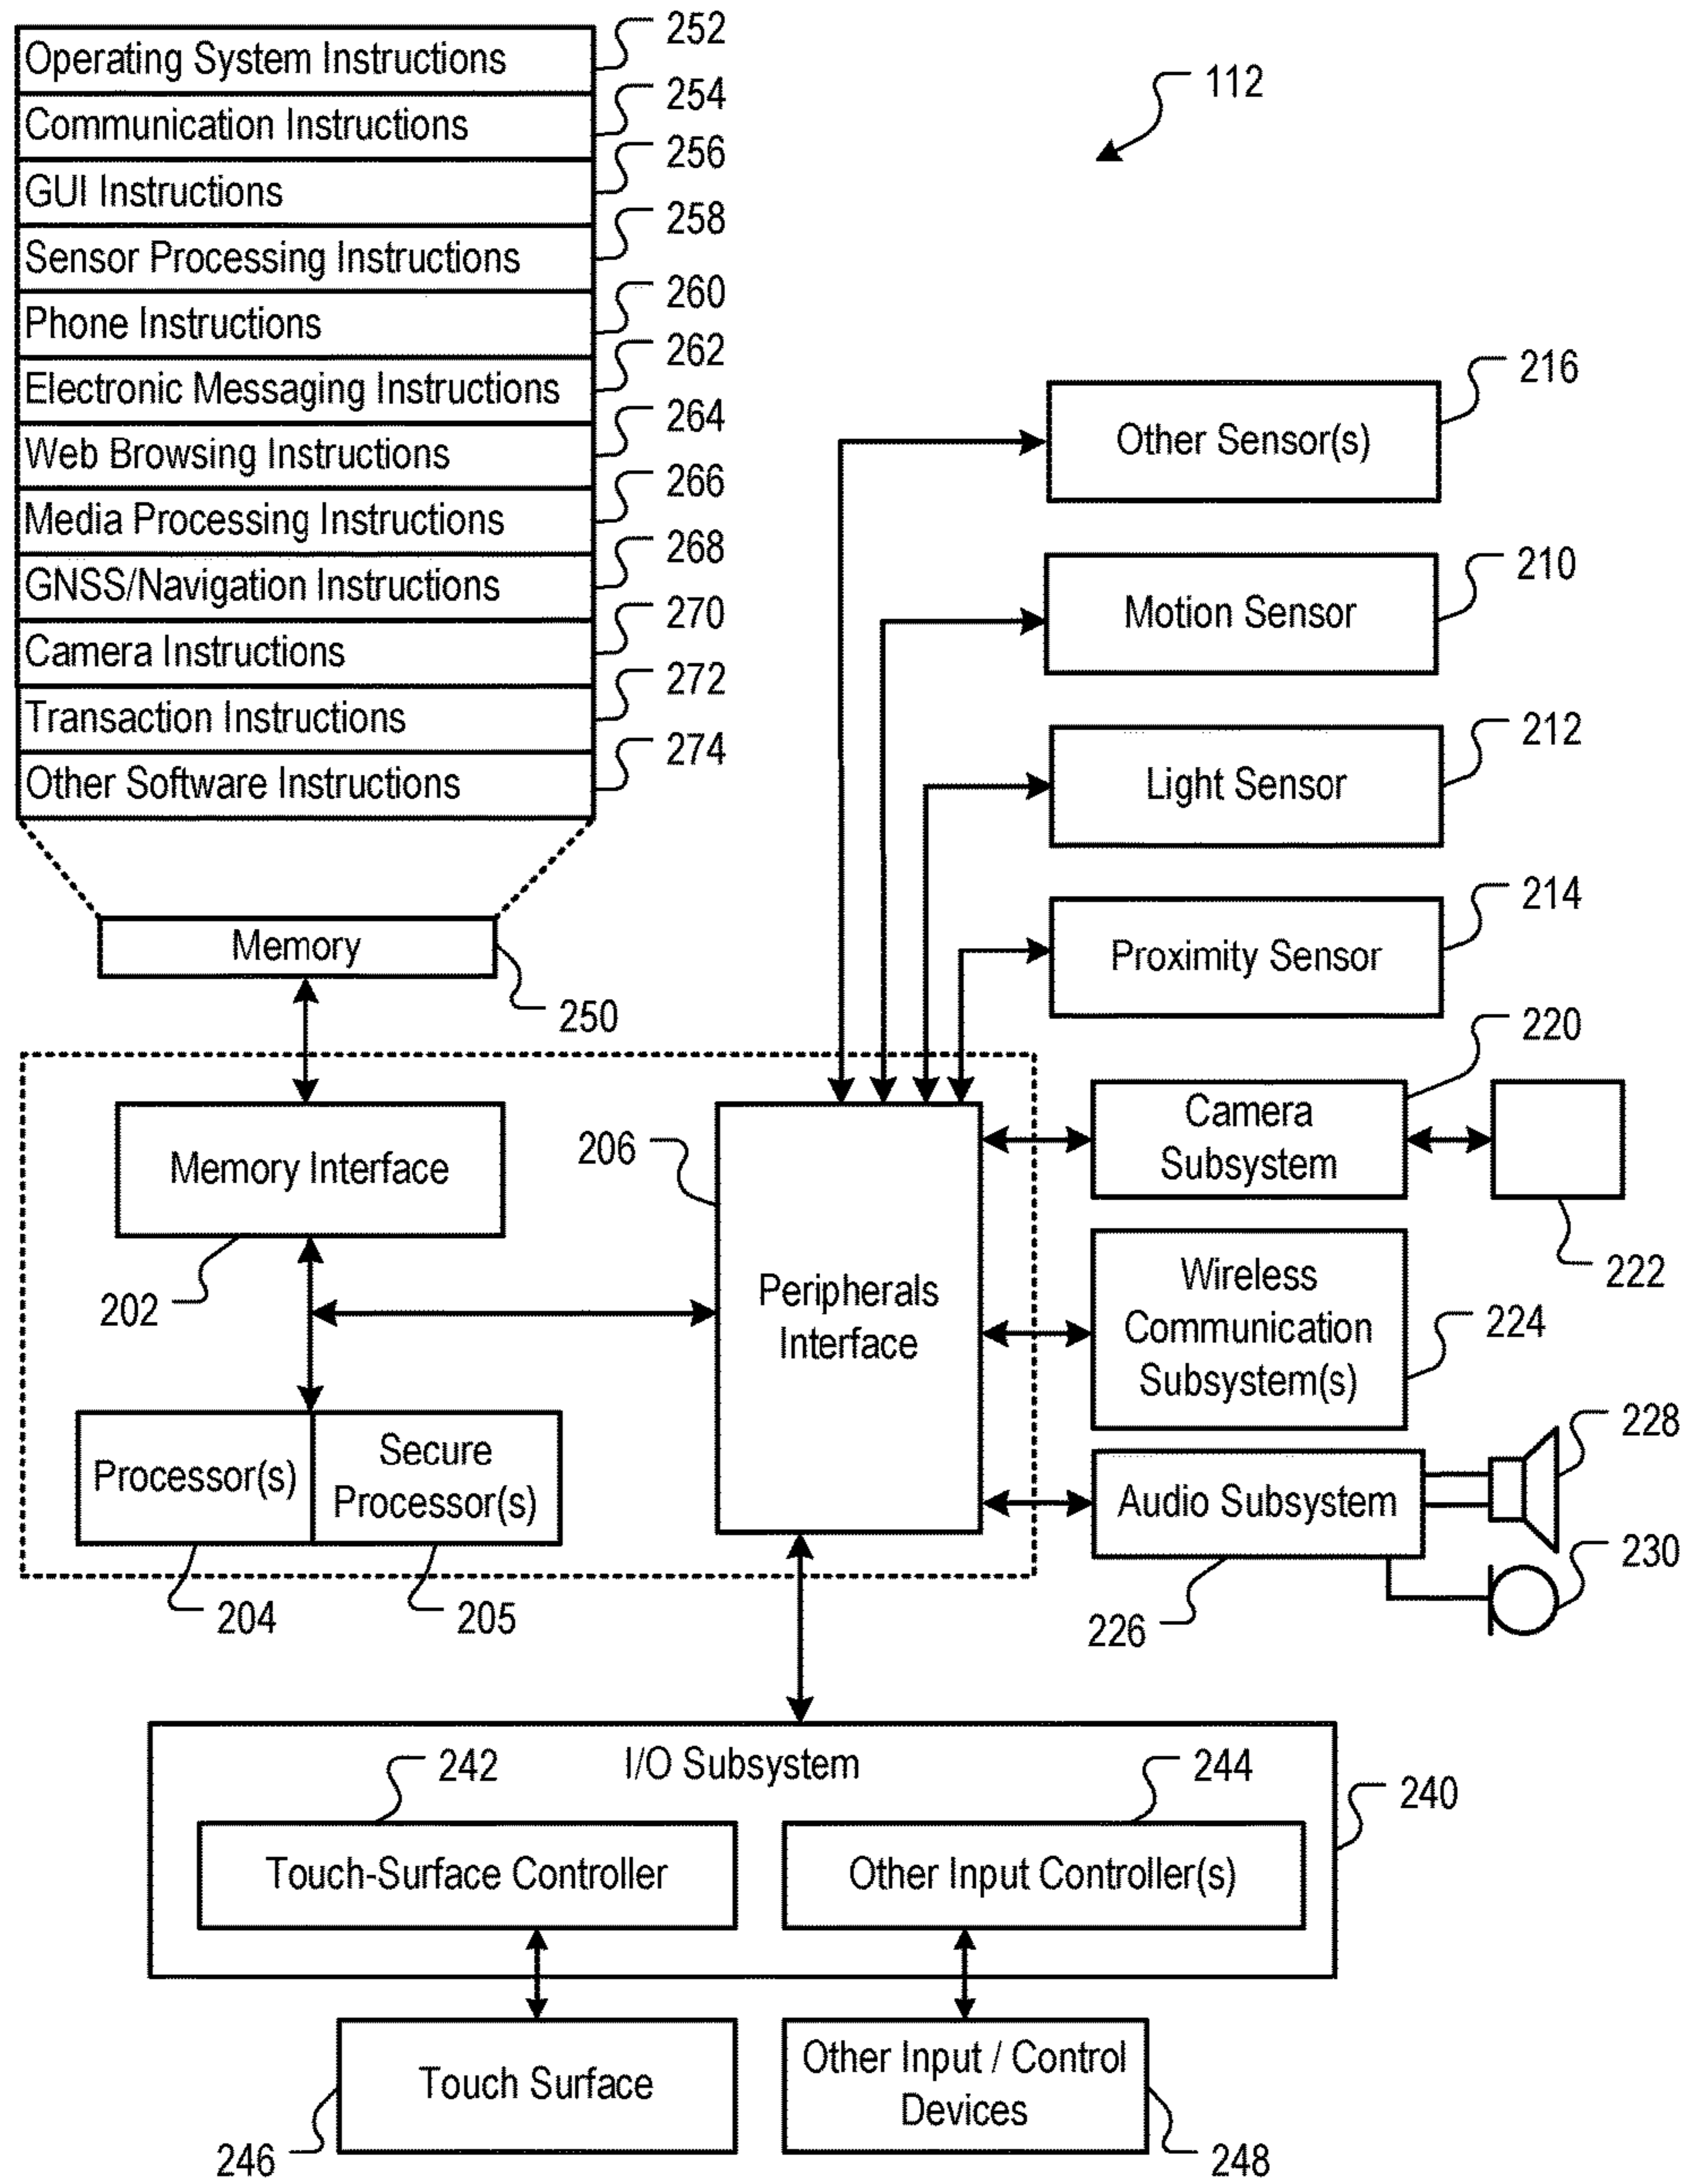 252
Operating System Instructions
254
Communication Instructions
256
GUI Instructions
258
Sensor Processing Instructions
260
Phone Instructions
262
Electronic Messaging Instructions
264
Web Browsing Instructions
266
Media Processing Instructions
268
GNSS/Navigation Instructions
270
Camera Instructions
272
Transaction Instructions
274
Other Software Instructions
Memory
250
112
216
Other Sensor(s)
210
Motion Sensor
212
Light Sensor
214
Proximity Sensor
220
Camera
Subsystem
222
Memory Interface
202
206
Peripherals
Interface
Wireless
Communication
Subsystem(s)
224
Processor(s)
204
Secure
Processor(s)
205
Audio Subsystem
226
228
230
I/O Subsystem
240
242
Touch-Surface Controller
244
Other Input Controller(s)
Touch Surface
246
Other Input / Control
Devices
248